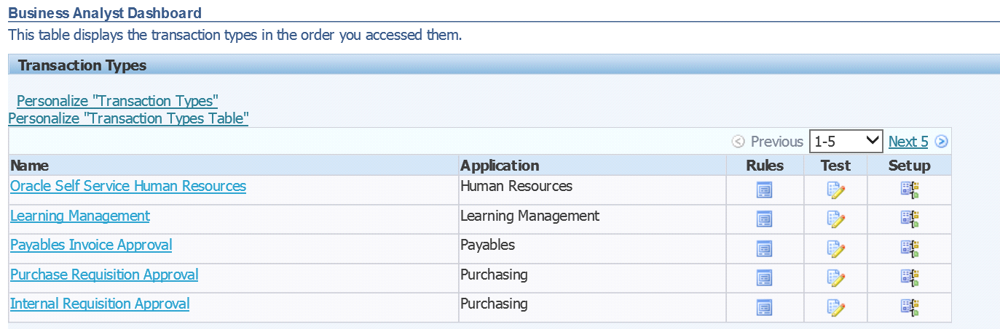 Business Analyst Dashboard
This table displays the transaction types in the order you accessed them.
Transaction Types
Personalize "Transaction Types"
Personalize "Transaction Types Table"
Previous 1-5 Next 5
Name Application Rules Test Setup
Oracle Self Service Human Resources Human Resources
Learning Management Learning Management
Payables Invoice Approval Payables
Purchase Requisition Approval Purchasing
Internal Requisition Approval Purchasing